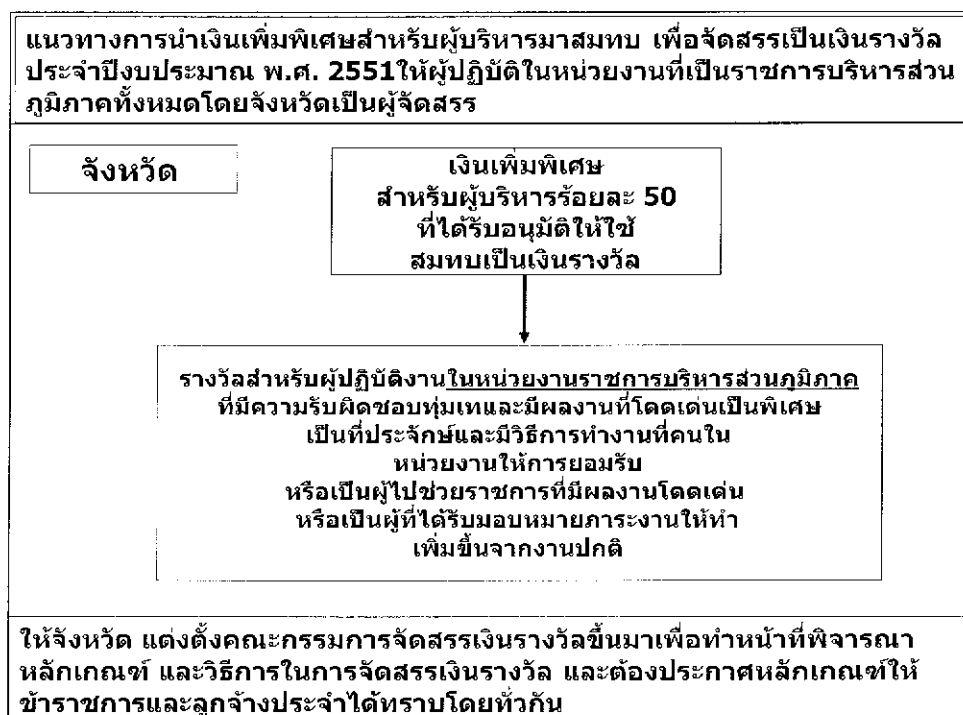 แนวทางการนำเงินเพิ่มพิเศษสำหรับผู้บริหารมาสมทบ เพื่อจัดสรรเป็นเงินรางวัล
ประจำปีงบประมาณ พ.ศ. 2551ให้ผู้ปฏิบัติในหน่วยงานที่เป็นราชการบริหารส่วน
ภูมิภาคทั้งหมดโดยจังหวัดเป็นผู้จัดสรร
จังหวัด
เงินเพิ่มพิเศษ
สำหรับผู้บริหารร้อยละ 50
ที่ได้รับอนุมัติให้ใช้
สมทบเป็นเงินรางวัล
รางวัลสำหรับผู้ปฏิบัติงานในหน่วยงานราชการบริหารส่วนภูมิภาค
ที่มีความรับผิดชอบทุ่มเทและมีผลงานที่โดดเด่นเป็นพิเศษ
เป็นที่ประจักษ์และมีวิธีการทำงานที่คนใน
หน่วยงานให้การยอมรับ
หรือเป็นผู้ไปช่วยราชการที่มีผลงานโดดเด่น
หรือเป็นผู้ที่ได้รับมอบหมายภาระงานให้ทำ
เพิ่มขึ้นจากงานปกติ
ให้จังหวัด แต่งตั้งคณะกรรมการจัดสรรเงินรางวัลขึ้นมาเพื่อทำหน้าที่พิจารณา
หลักเกณฑ์ และวิธีการในการจัดสรรเงินรางวัล และต้องประกาศหลักเกณฑ์ให้
ข้าราชการและลูกจ้างประจำได้ทราบโดยทั่วกัน